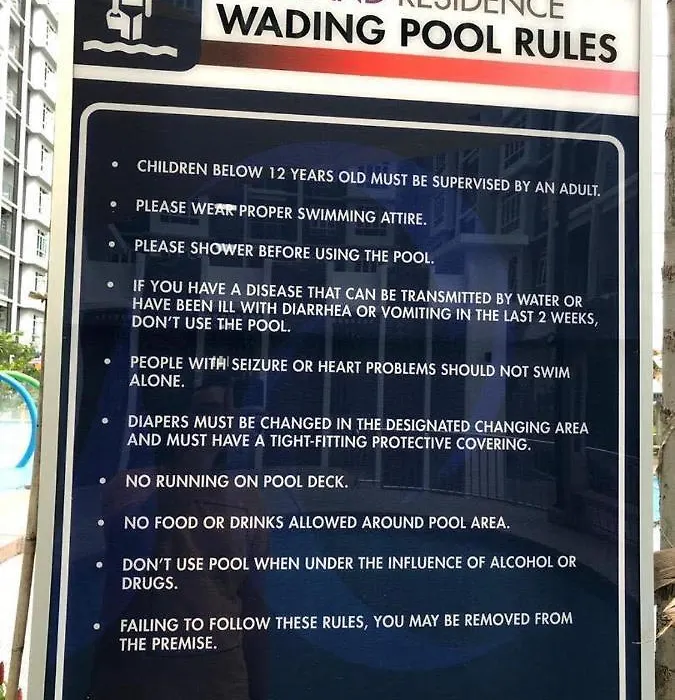 RESIDENCE
WADING POOL RULES
• CHILDREN BELOW 12 YEARS OLD MUST BE SUPERVISED BY AN ADULT.
• PLEASE WEAR PROPER SWIMMING ATTIRE.
• PLEASE SHOWER BEFORE USING THE POOL.
• IF YOU HAVE A DISEASE THAT CAN BE TRANSMITTED BY WATER OR
HAVE BEEN ILL WITH DIARRHEA OR VOMITING IN THE LAST 2 WEEKS,
DON'T USE THE POOL.
• PEOPLE WITH SEIZURE OR HEART PROBLEMS SHOULD NOT SWIM
ALONE.
• DIAPERS MUST BE CHANGED IN THE DESIGNATED CHANGING AREA
AND MUST HAVE A TIGHT-FITTING PROTECTIVE COVERING.
• NO RUNNING ON POOL DECK.
• NO FOOD OR DRINKS ALLOWED AROUND POOL AREA.
• DON'T USE POOL WHEN UNDER THE INFLUENCE OF ALCOHOL OR
DRUGS.
• FAILING TO FOLLOW THESE RULES, YOU MAY BE REMOVED FROM
THE PREMISE.